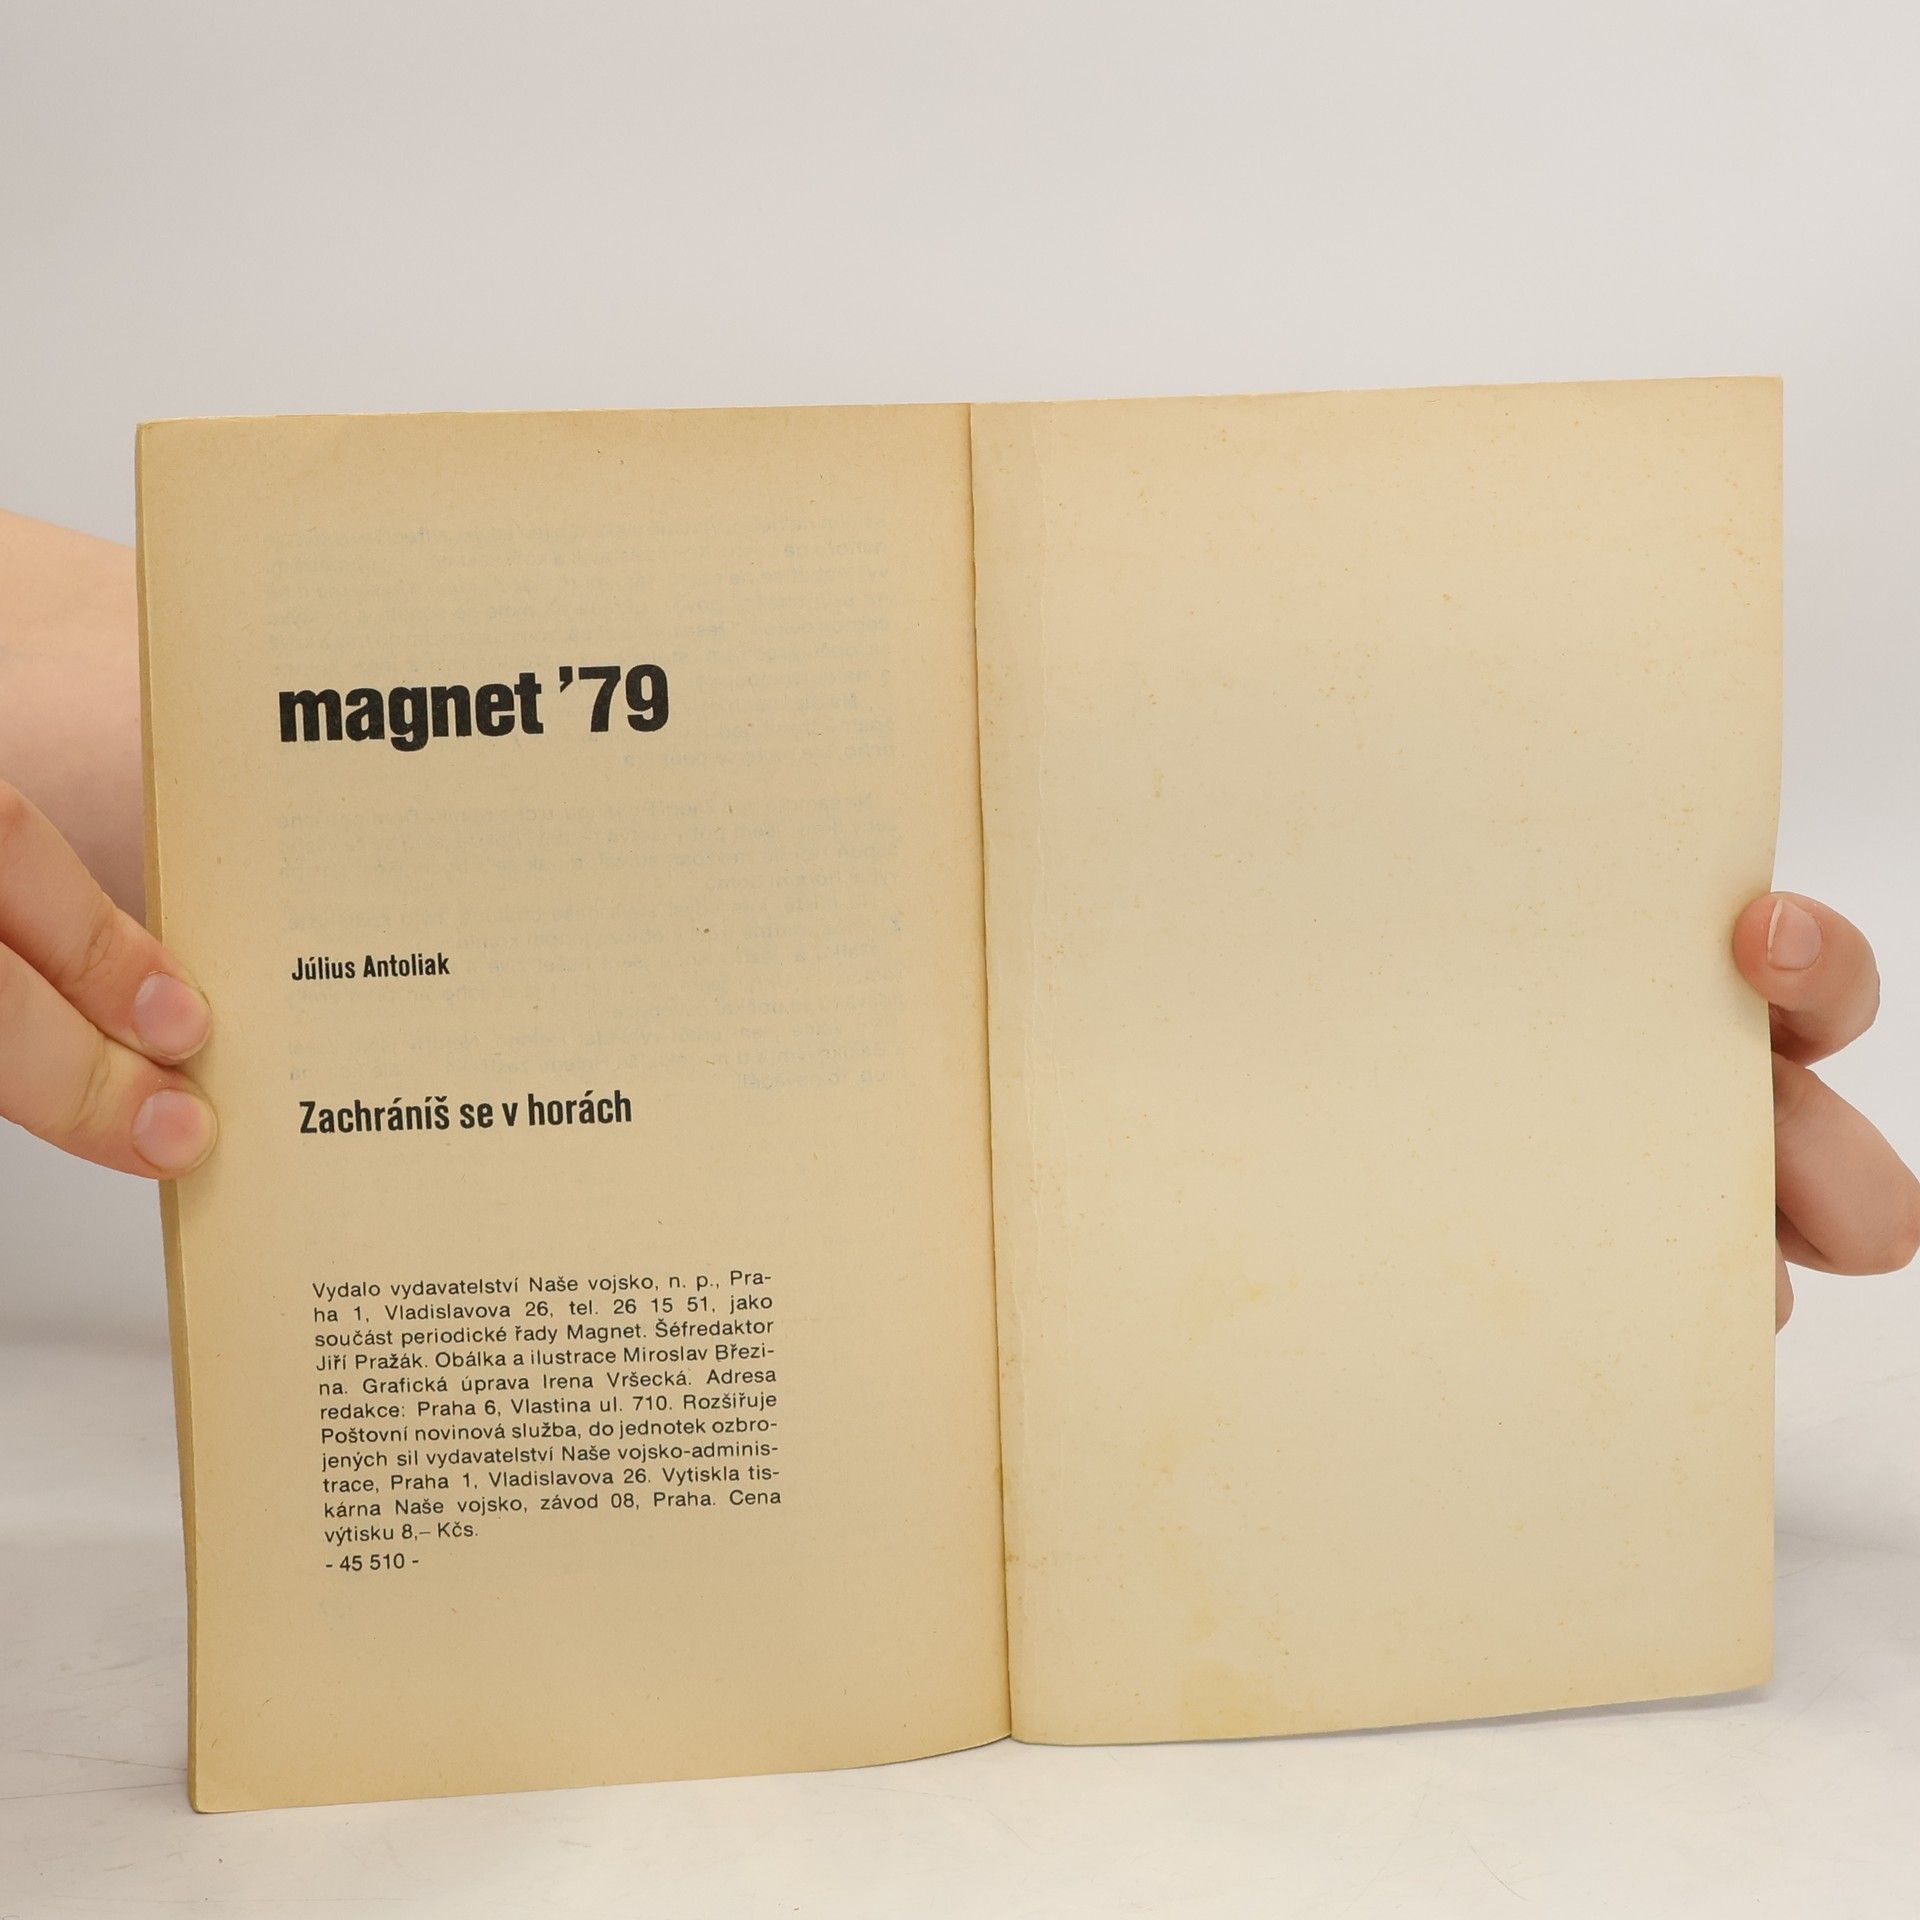 magnet ’79
Július Antoliak
Zachráníš se v horách
Vydalo vydavatelství Naše vojsko, n. p., Pra-
ha 1, Vladislavova 26, tel. 26 15 51, jako
součást periodické řady Magnet. Šéfredaktor
Jiří Pražák. Obálka a ilustrace Miroslav Březi-
na. Grafická úprava Irena Vršecká. Adresa
redakce: Praha 6, Vlastina ul. 710. Rozšiřuje
Poštovní novinová služba, do jednotek ozbro-
jených sil vydavatelství Naše vojsko-adminis-
trace, Praha 1, Vladislavova 26. Vytiskla tis-
kárna Naše vojsko, závod 08, Praha. Cena
výtisku 8,– Kčs.
- 45 510 -